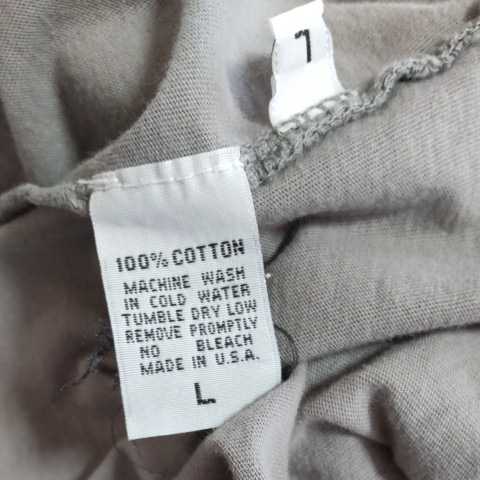 1
100% COTTON
MACHINE WASH
IN COLD WATER
TUMBLE DRY LOW
REMOVE PROMPTLY
NO BLEACH
MADE IN U.S.A.
L